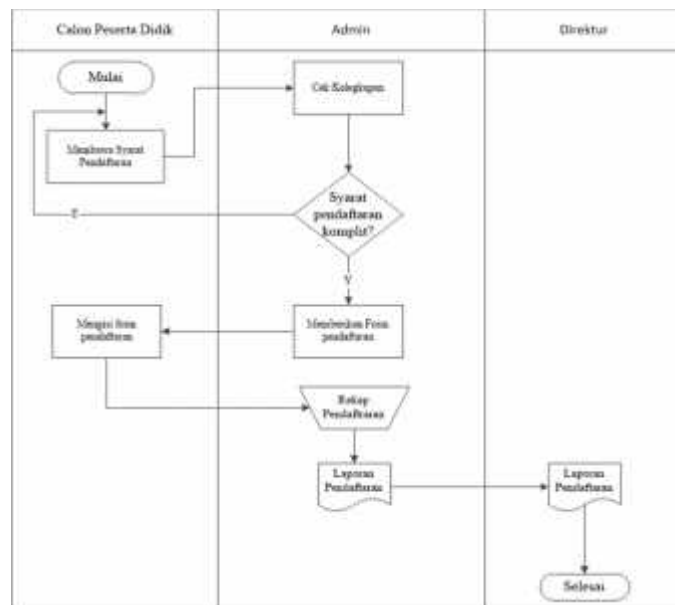 Calon Peserta Didik
Admin
Direktur
Mulai
Cek Kelengkapan
Membawa Syarat
Pendaftaran
Syarat
pendaftaran
komplit?
T
Y
Mengisi form
pendaftaran
Memberikan Form
pendaftaran
Rekap
Pendaftaran
Laporan
Pendaftaran
Laporan
Pendaftaran
Selesai